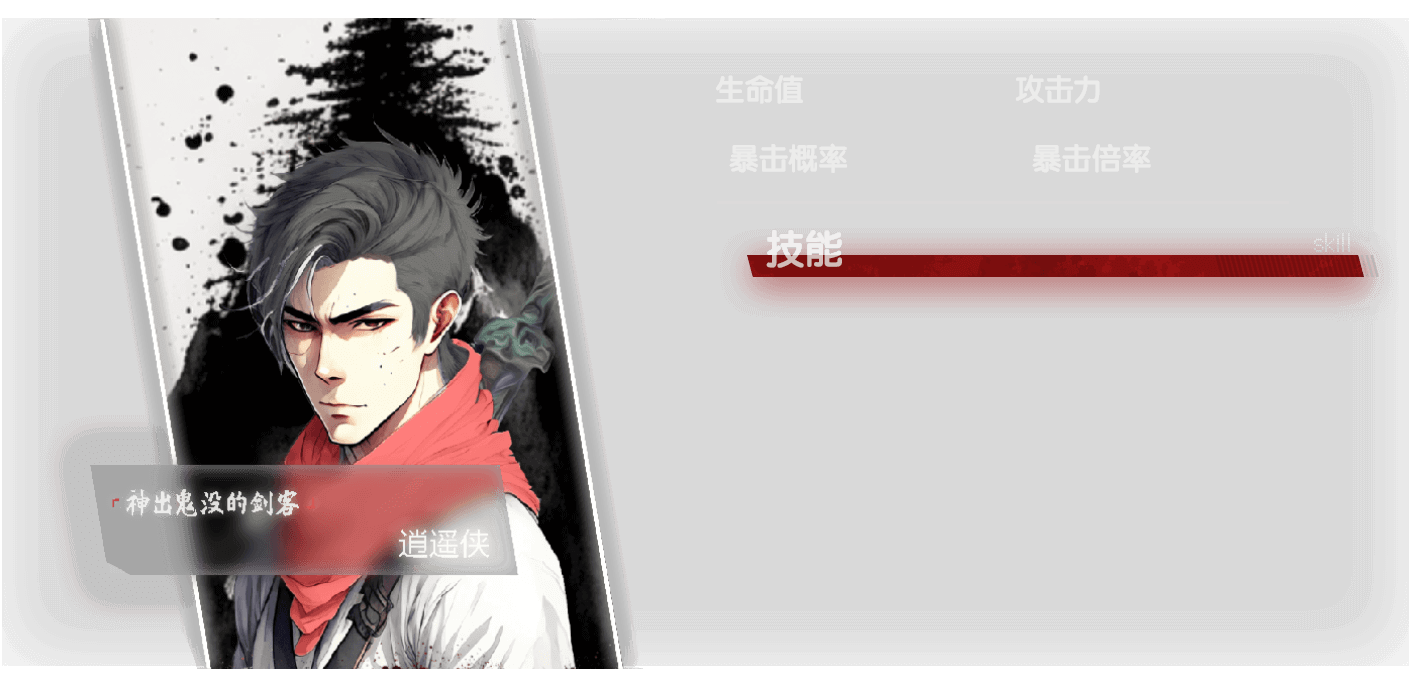 生命值 攻击力
暴击概率 暴击倍率
技能 skill
「神出鬼没的剑客
逍遥侠